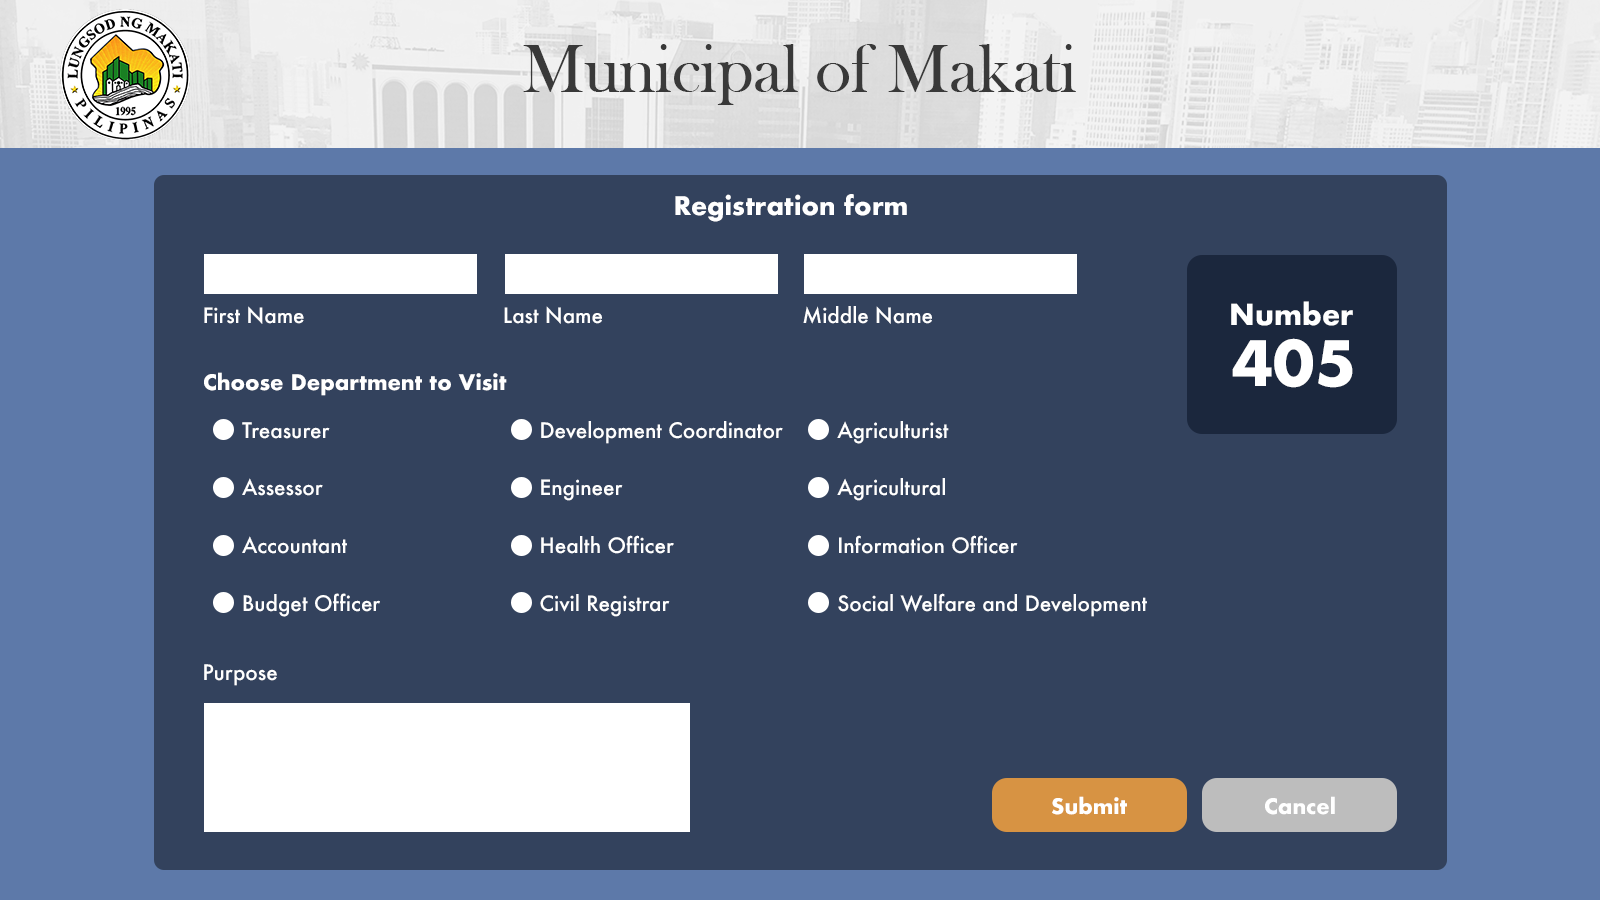 LUNGSOD NG MAKATI
1995
PILIPINAS
Municipal of Makati
Registration form
First Name
Last Name
Middle Name
Number
405
Choose Department to Visit
Treasurer
Development Coordinator
Agriculturist
Assessor
Engineer
Agricultural
Accountant
Health Officer
Information Officer
Budget Officer
Civil Registrar
Social Welfare and Development
Purpose
Submit
Cancel